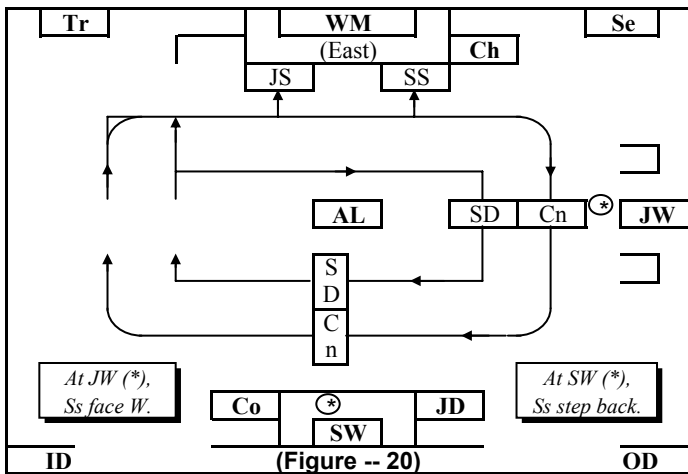 Tr WM Se
(East) Ch
JS SS
AL SD Cn * JW
S
D
C
n
At JW (*),
Ss face W.
At SW (*),
Ss step back.
Co * JD
SW
ID (Figure -- 20) OD